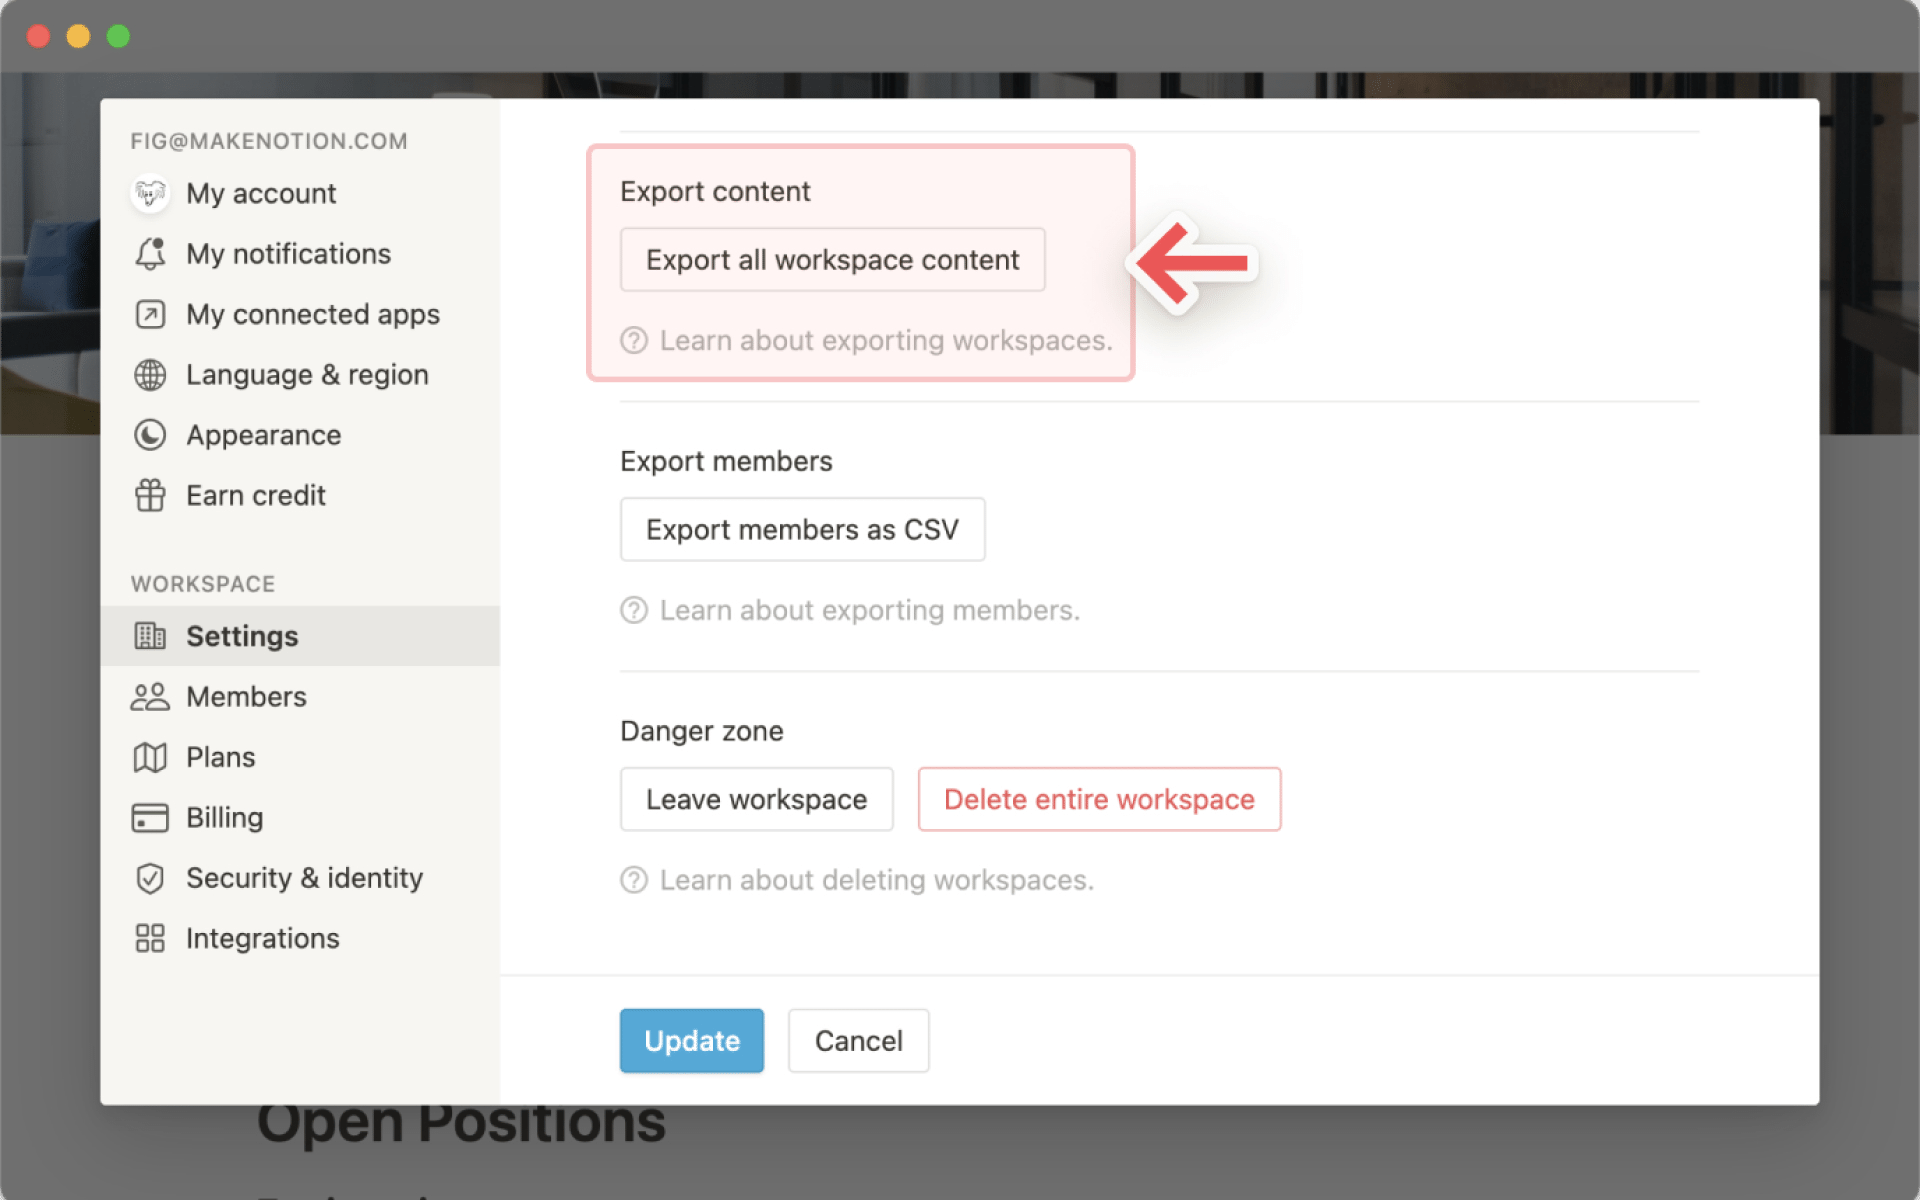 FIG@MAKENOTION.COM
My account
My notifications
My connected apps
Language & region
Appearance
Earn credit
WORKSPACE
Settings
Members
Plans
Billing
Security & identity
Integrations
Export content
Export all workspace content
Learn about exporting workspaces.
Export members
Export members as CSV
Learn about exporting members.
Danger zone
Leave workspace
Delete entire workspace
Learn about deleting workspaces.
Update
Cancel
Open Positions